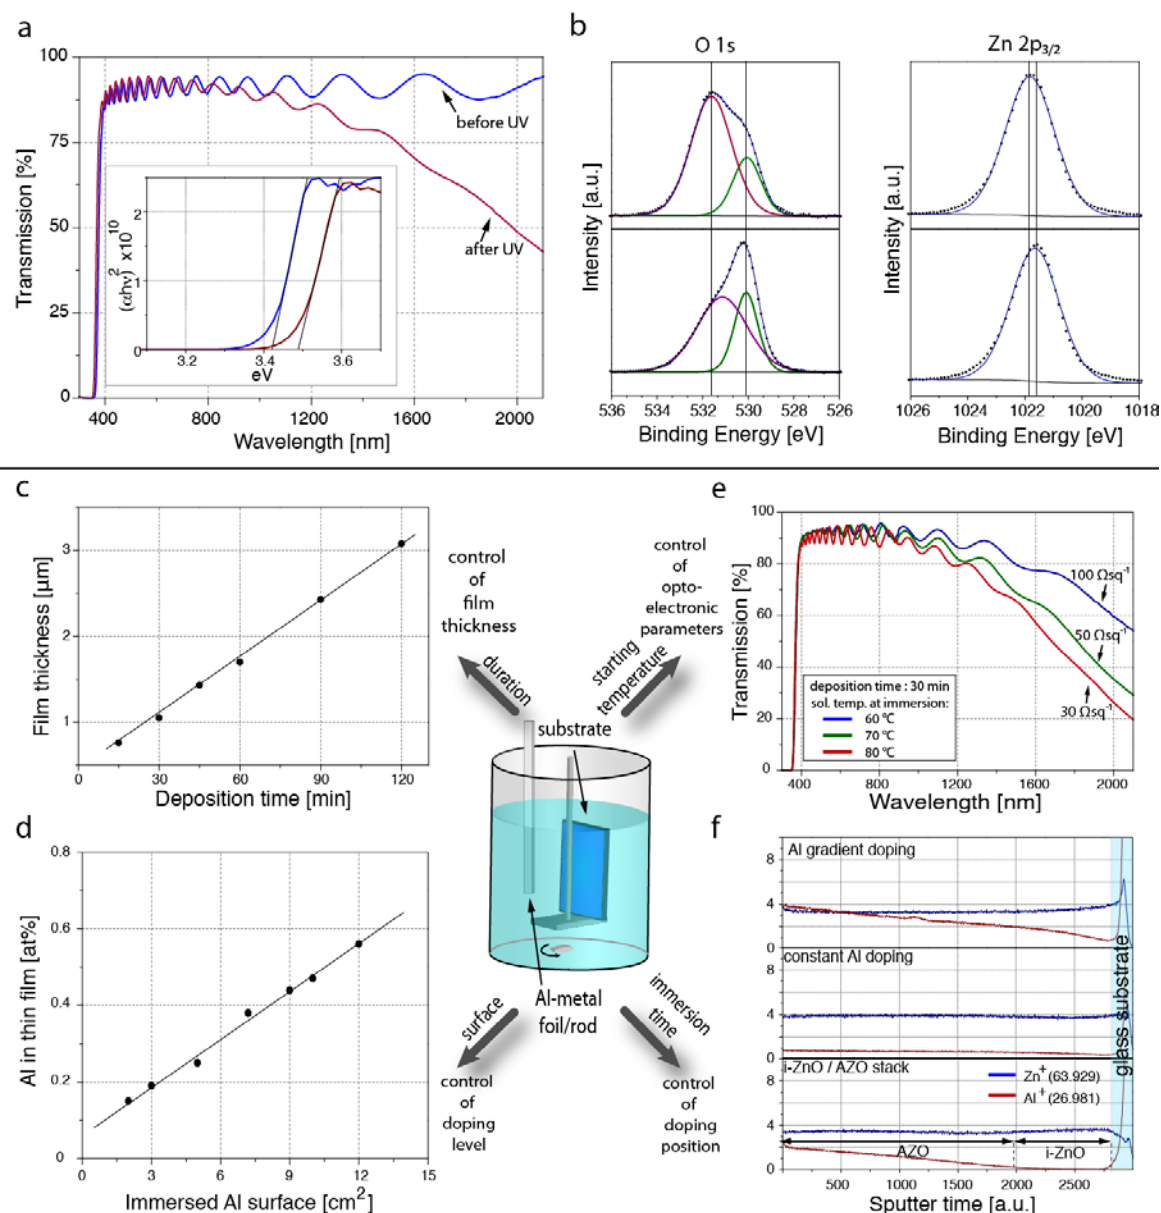 a
Transmission [%]
100
75
50
25
0
400
800
1200
1600
2000
Wavelength [nm]
before UV
after UV
(αhν)² x10¹⁰
2
1
0
3.2
3.4
3.6
eV
b
O 1s
Zn 2p3/2
Intensity [a.u.]
Intensity [a.u.]
536 534 532 530 528 526
Binding Energy [eV]
1026 1024 1022 1020 1018
Binding Energy [eV]
c
Film thickness [µm]
3
2
1
0 30 60 90 120
Deposition time [min]
control
of
film
thickness
duration
control
of
opto-
electronic
parameters
starting
temperature
substrate
Al-metal
foil/rod
surface
control
of
doping
level
immersion
time
control
of
doping
position
d
Al in thin film [at%]
0.8
0.6
0.4
0.2
0
0 3 6 9 12 15
Immersed Al surface [cm²]
e
Transmission [%]
100
80
60
40
20
0
400 800 1200 1600 2000
Wavelength [nm]
100 Ωsq⁻¹
50 Ωsq⁻¹
30 Ωsq⁻¹
deposition time : 30 min
sol. temp. at immersion:
60 °C
70 °C
80 °C
f
Al gradient doping
8
4
0
constant Al doping
8
4
0
i-ZnO / AZO stack
Zn⁺ (63.929)
Al⁺ (26.981)
8
4
0
AZO
i-ZnO
glass substrate
500 1000 1500 2000 2500
Sputter time [a.u.]